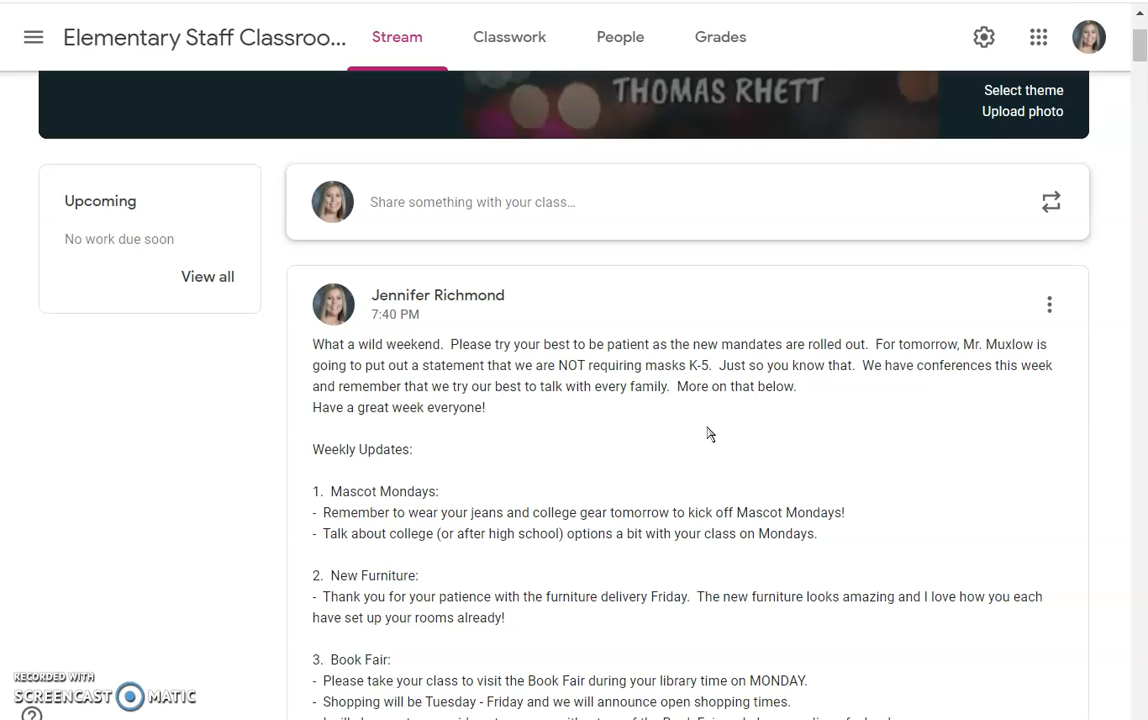 Elementary Staff Classroo... Stream Classwork People Grades
THOMAS RHETT
Select theme
Upload photo
Upcoming
No work due soon
View all
Share something with your class...
Jennifer Richmond
7:40 PM
What a wild weekend.  Please try your best to be patient as the new mandates are rolled out.  For tomorrow, Mr. Muxlow is
going to put out a statement that we are NOT requiring masks K-5.  Just so you know that.  We have conferences this week
and remember that we try our best to talk with every family.  More on that below.
Have a great week everyone!
Weekly Updates:
1.  Mascot Mondays:
-  Remember to wear your jeans and college gear tomorrow to kick off Mascot Mondays!
-  Talk about college (or after high school) options a bit with your class on Mondays.
2.  New Furniture:
-  Thank you for your patience with the furniture delivery Friday.  The new furniture looks amazing and I love how you each
have set up your rooms already!
3.  Book Fair:
-  Please take your class to visit the Book Fair during your library time on MONDAY.
-  Shopping will be Tuesday - Friday and we will announce open shopping times.
RECORDED WITH
SCREENCAST MATIC